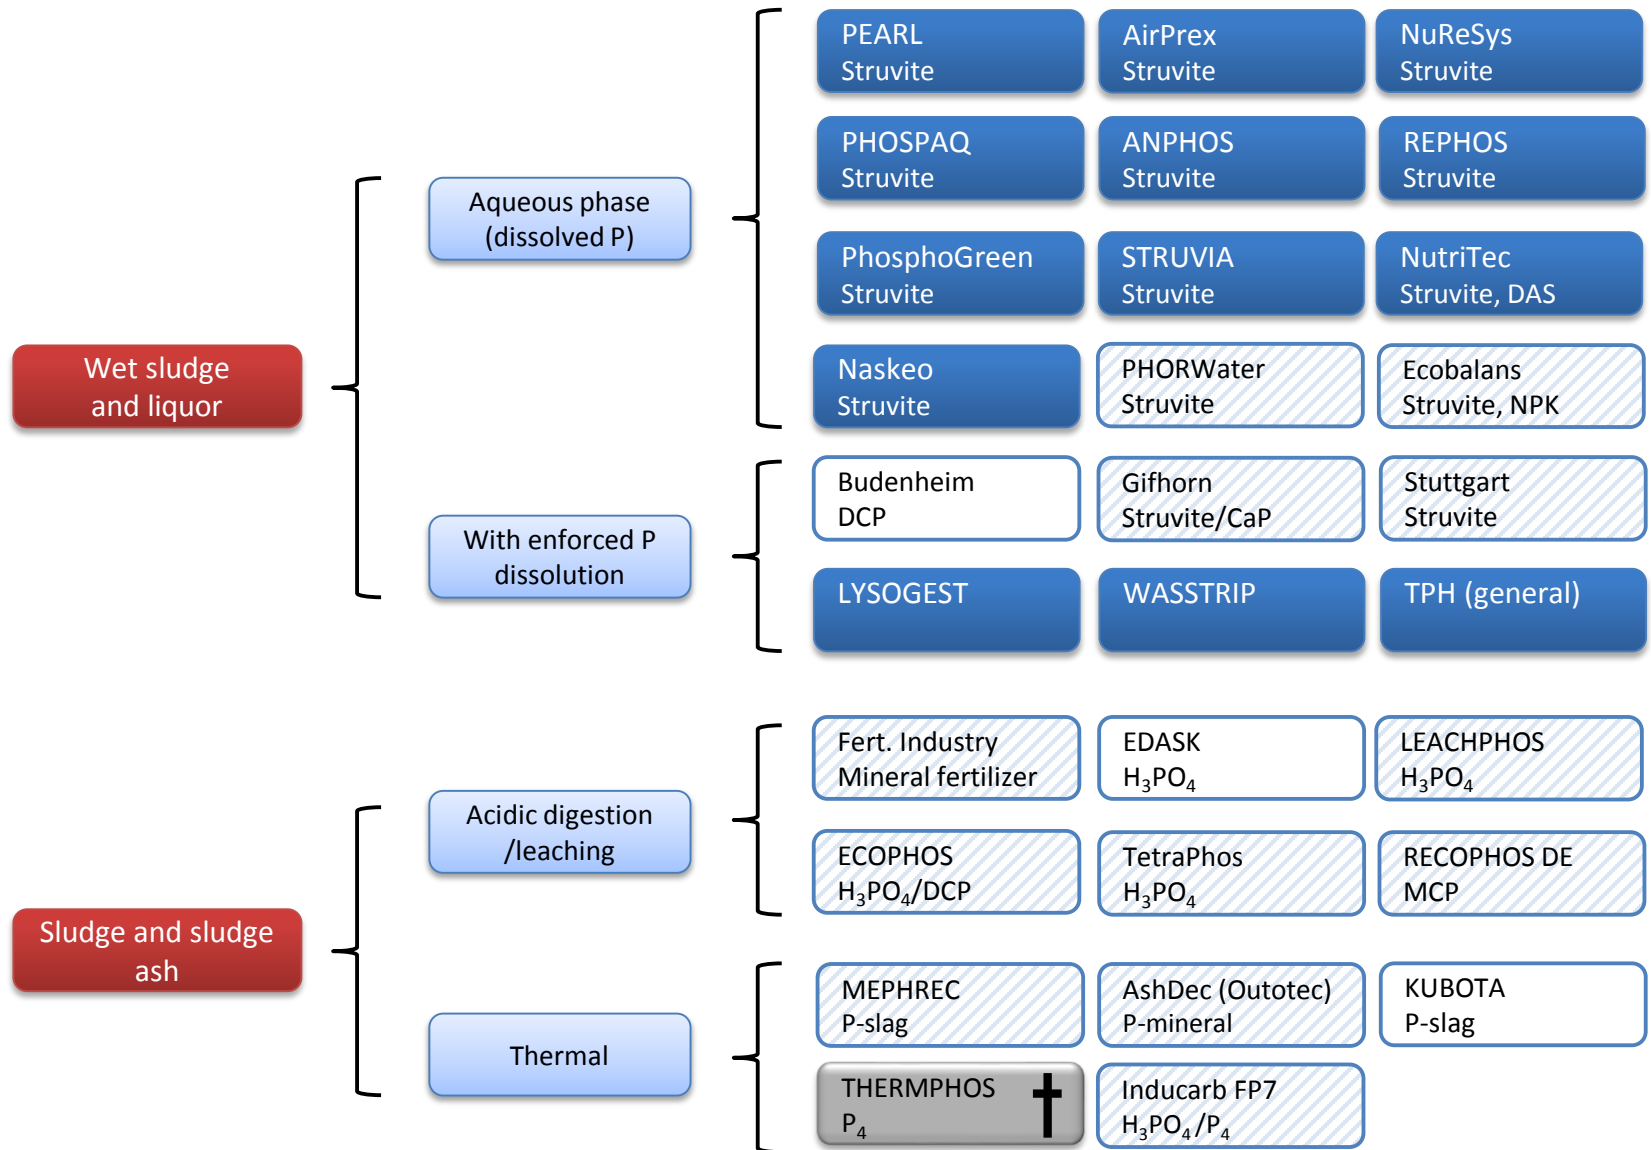 PEARL
Struvite
AirPrex
Struvite
NuReSys
Struvite
PHOSPAQ
Struvite
ANPHOS
Struvite
REPHOS
Struvite
Aqueous phase
(dissolved P)
PhosphoGreen
Struvite
STRUVIA
Struvite
NutriTec
Struvite, DAS
Wet sludge
and liquor
Naskeo
Struvite
PHORWater
Struvite
Ecobalans
Struvite, NPK
Budenheim
DCP
Gifhorn
Struvite/CaP
Stuttgart
Struvite
With enforced P
dissolution
LYSOGEST
WASSTRIP
TPH (general)
Fert. Industry
Mineral fertilizer
EDASK
H₃PO₄
LEACHPHOS
H₃PO₄
Acidic digestion
/leaching
ECOPHOS
H₃PO₄/DCP
TetraPhos
H₃PO₄
RECOPHOS DE
MCP
Sludge and sludge
ash
MEPHREC
P-slag
AshDec (Outotec)
P-mineral
KUBOTA
P-slag
Thermal
THERMPHOS
P₄
Inducarb FP7
H₃PO₄/P₄